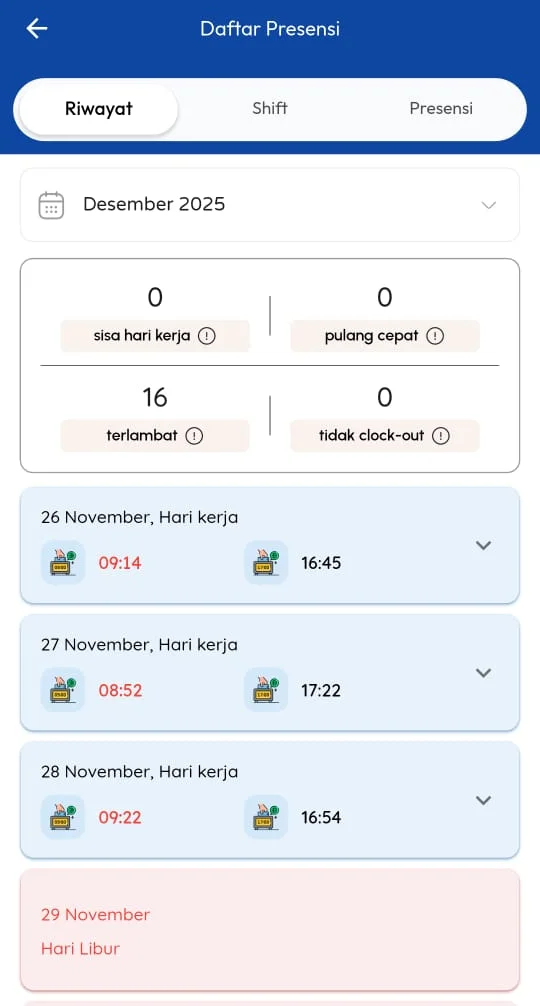 Daftar Presensi
Riwayat
Shift
Presensi
Desember 2025
0
0
sisa hari kerja
pulang cepat
16
0
terlambat
tidak clock-out
26 November, Hari kerja
09:14
16:45
27 November, Hari kerja
08:52
17:22
28 November, Hari kerja
09:22
16:54
29 November
Hari Libur